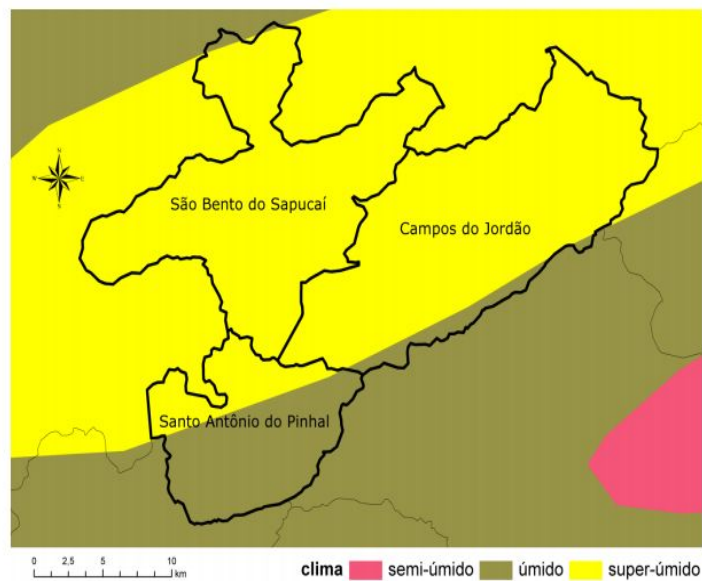 São Bento do Sapucaí
Campos do Jordão
Santo Antônio do Pinhal
0 2,5 5 10
km
clima semi-úmido úmido super-úmido